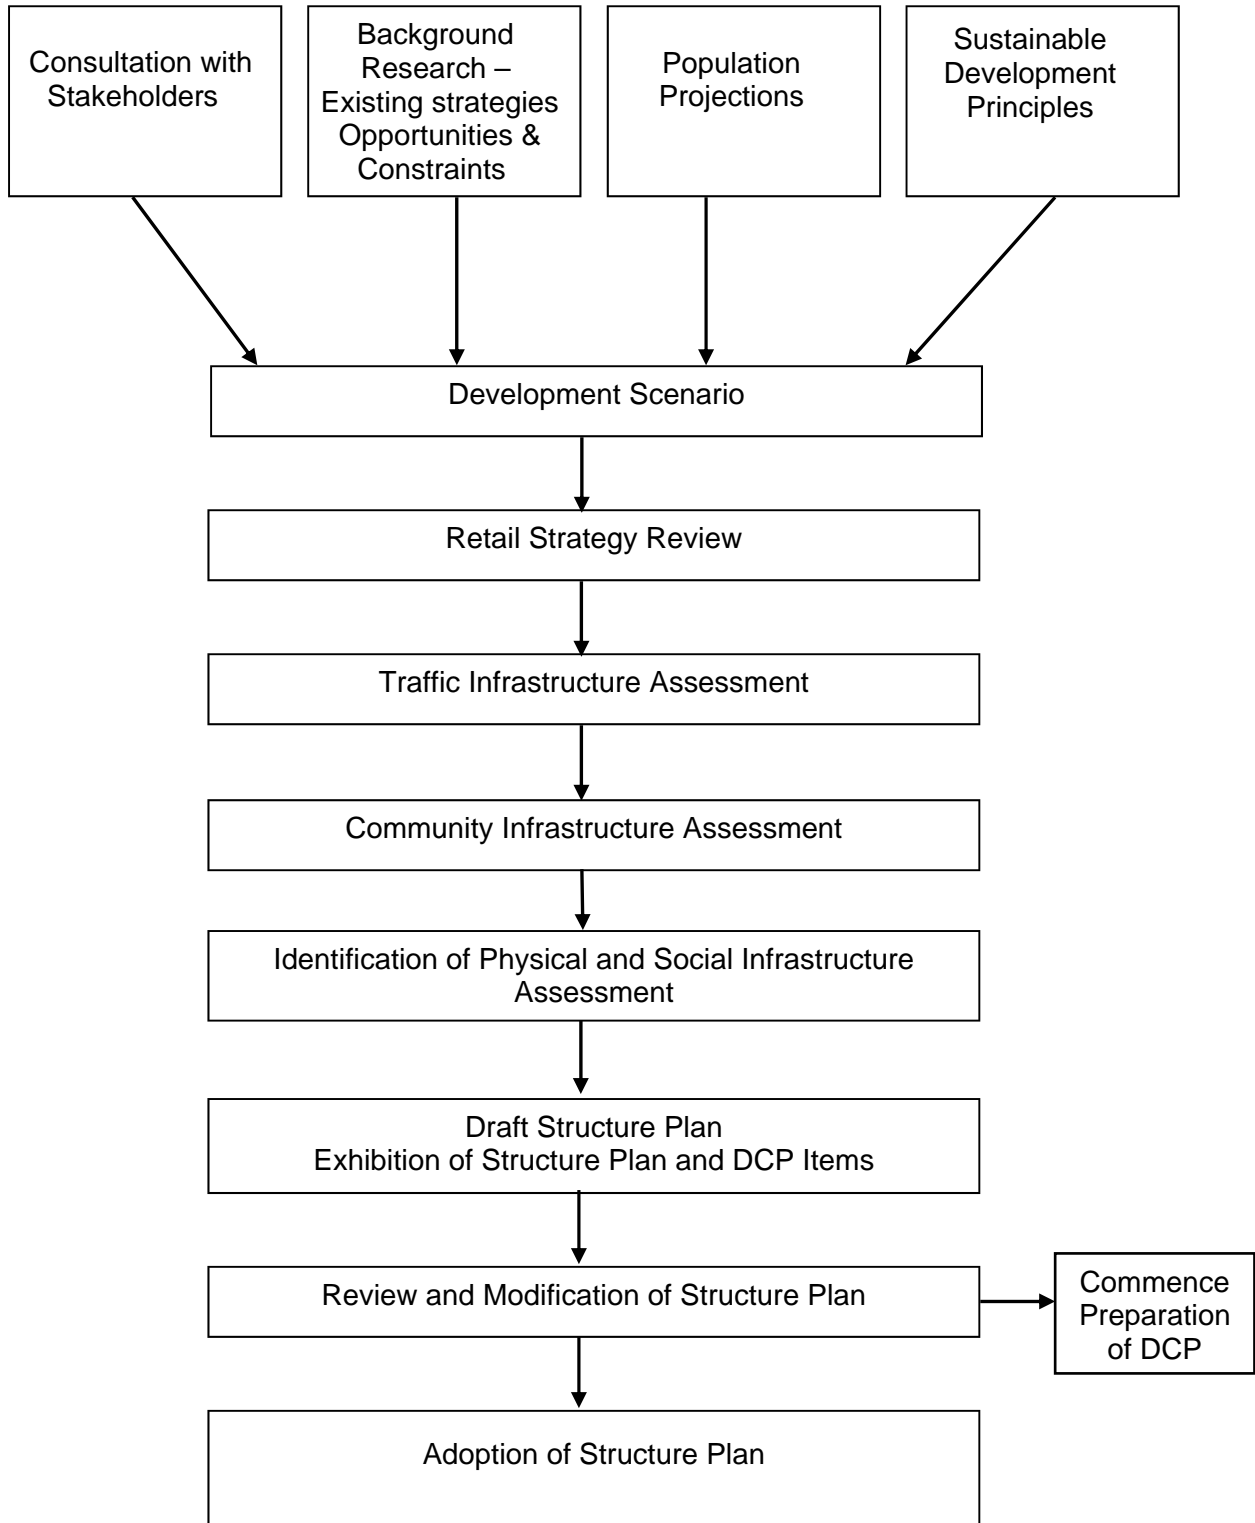 Consultation with
Stakeholders
Background
Research –
Existing strategies
Opportunities &
Constraints
Population
Projections
Sustainable
Development
Principles
Development Scenario
Retail Strategy Review
Traffic Infrastructure Assessment
Community Infrastructure Assessment
Identification of Physical and Social Infrastructure
Assessment
Draft Structure Plan
Exhibition of Structure Plan and DCP Items
Review and Modification of Structure Plan
Commence
Preparation
of DCP
Adoption of Structure Plan